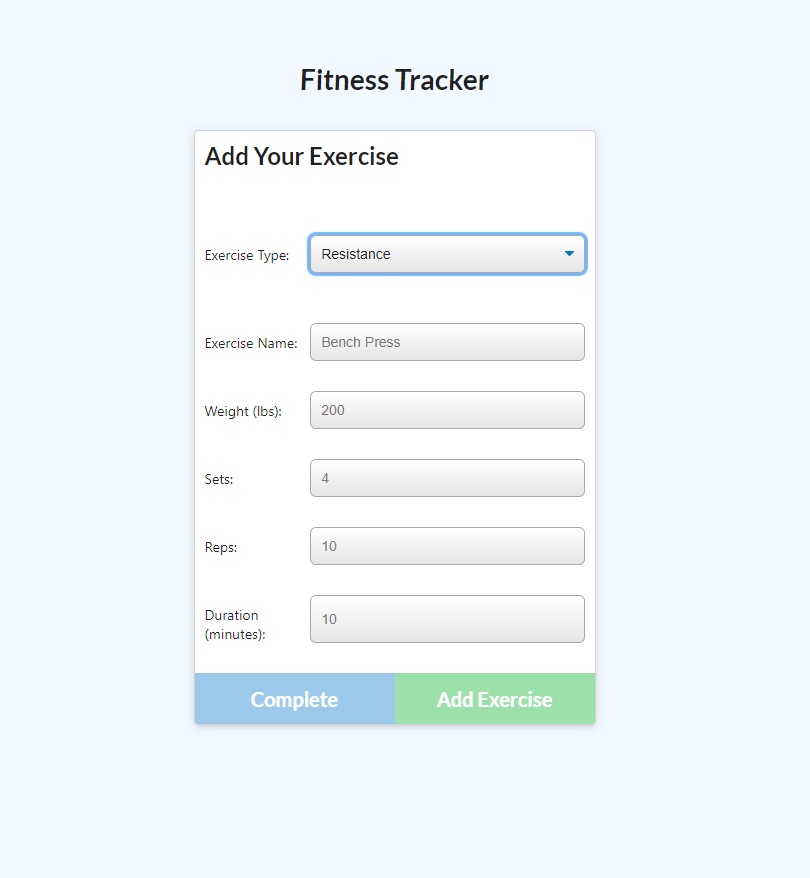 Fitness Tracker
Add Your Exercise
Exercise Type: Resistance
Exercise Name: Bench Press
Weight (lbs): 200
Sets: 4
Reps: 10
Duration
(minutes): 10
Complete Add Exercise